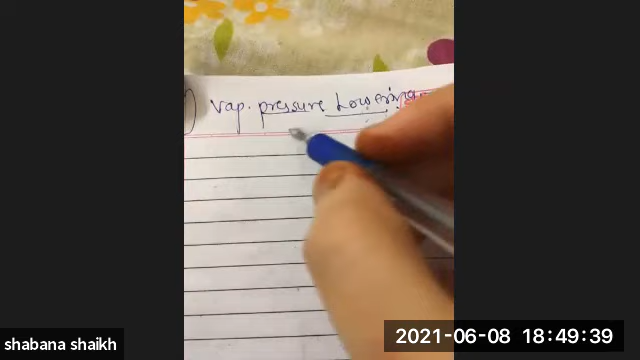 ) Vap. pressure Lowering
shabana shaikh
2021-06-08 18:49:39